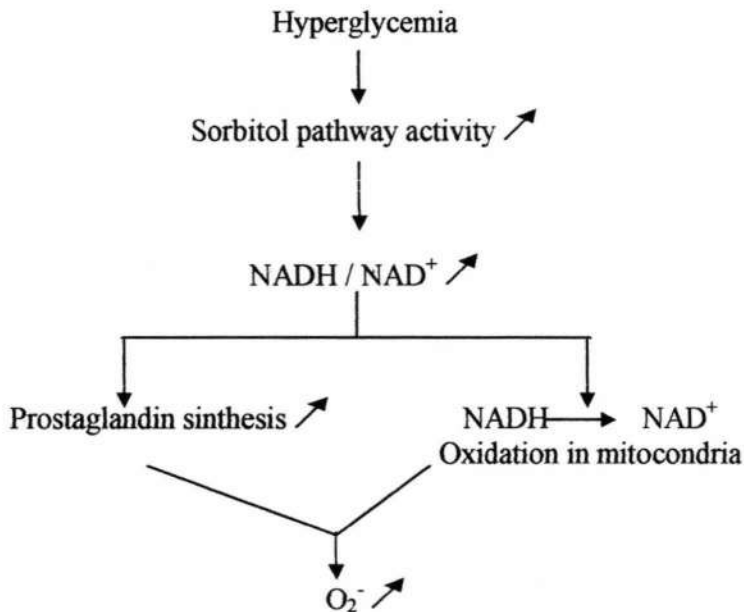 Hyperglycemia
Sorbitol pathway activity
NADH / NAD⁺
Prostaglandin sinthesis
NADH → NAD⁺
Oxidation in mitocondria
O₂⁻